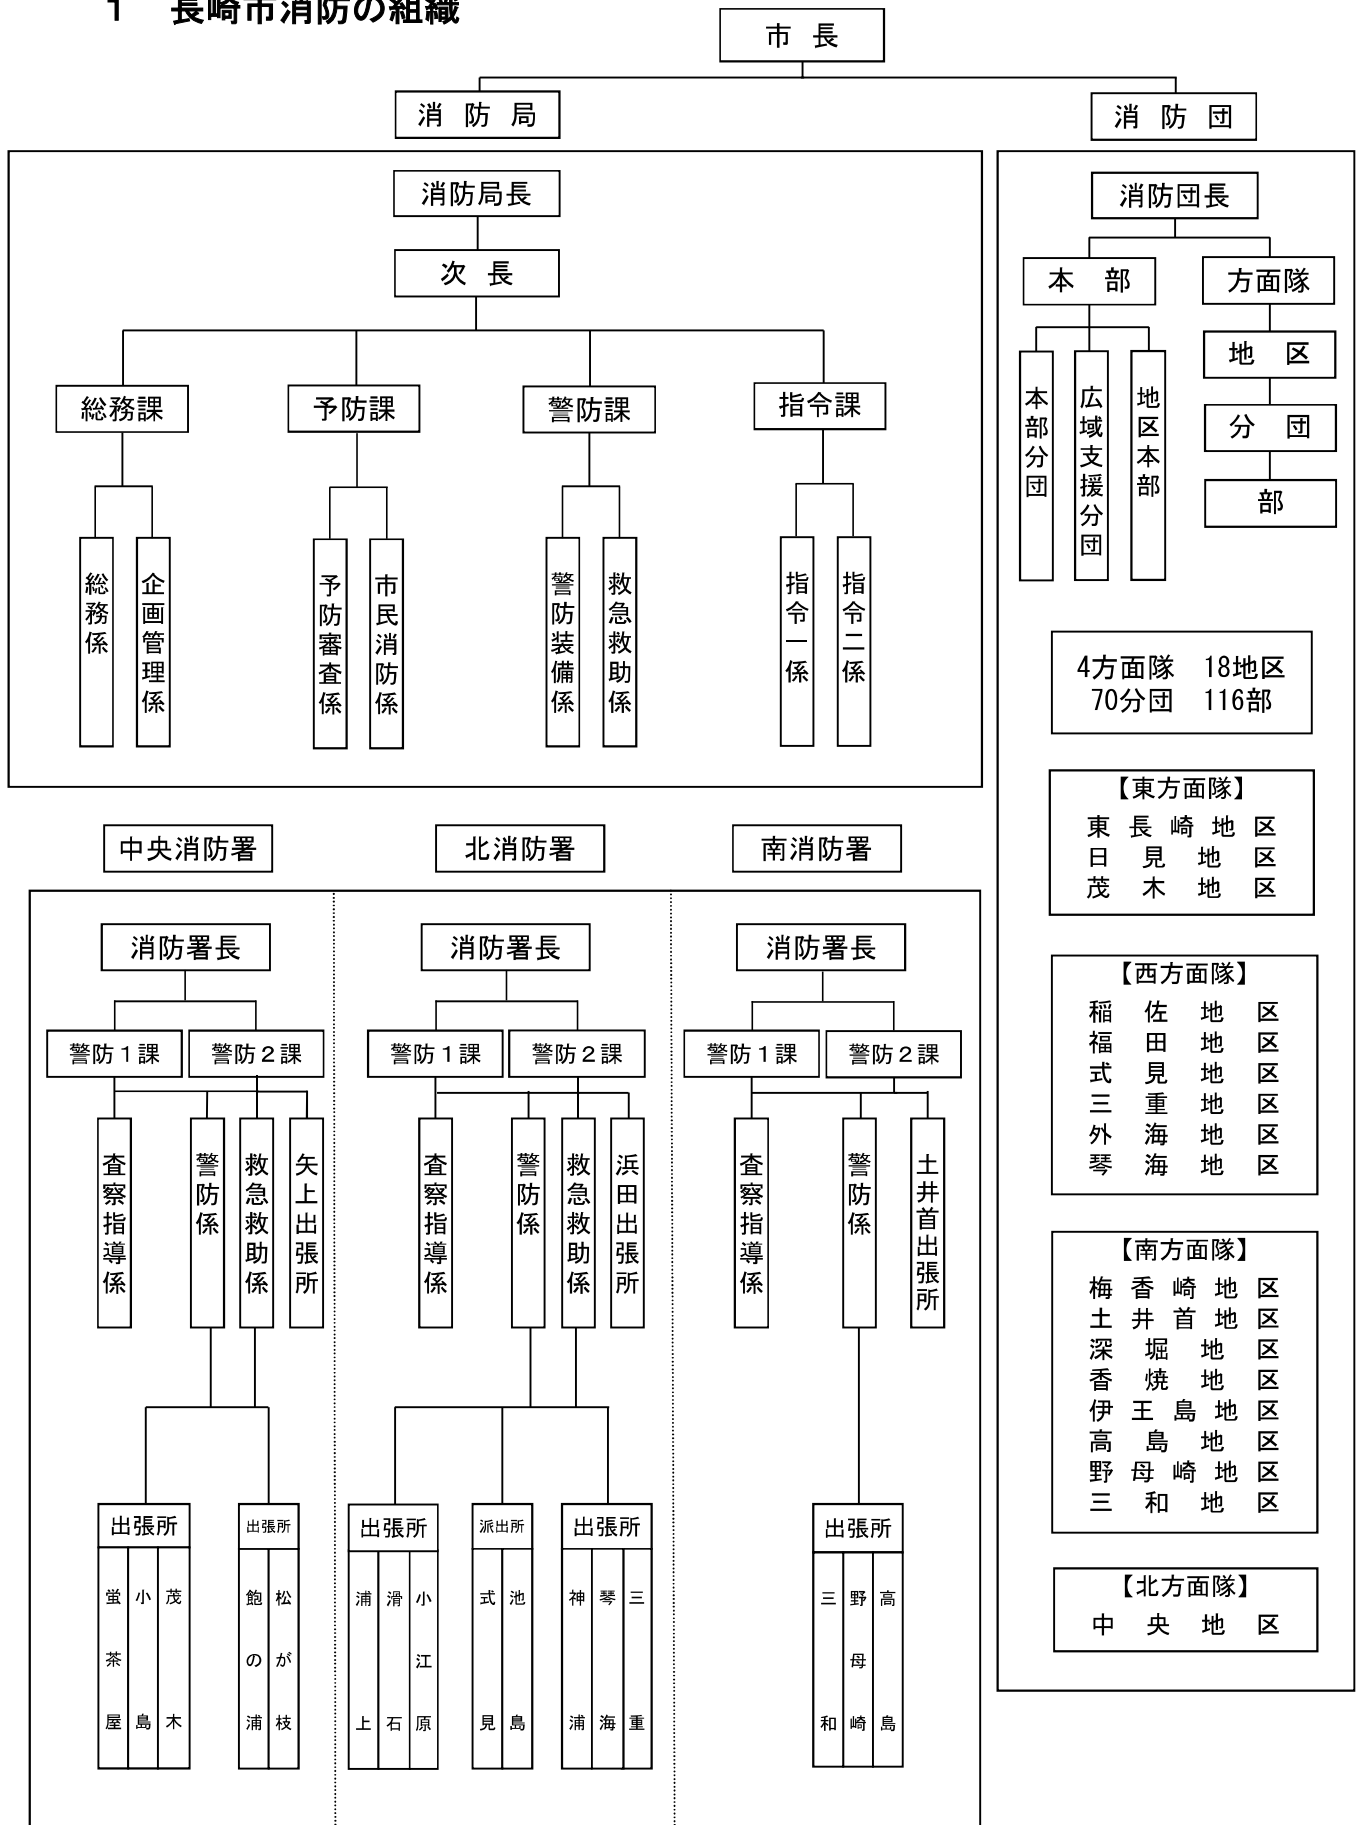 1　長崎市消防の組織
市　長
消　防　局
消　防　団
消防局長
次　長
総務課
予防課
警防課
指令課
総務係
企画管理係
予防審査係
市民消防係
警防装備係
救急救助係
指令一係
指令二係
消防団長
本　部
方面隊
地　区
分　団
部
本部分団
広域支援分団
地区本部
4方面隊　18地区
70分団　116部
【東方面隊】
東長崎地区
日見地区
茂木地区
【西方面隊】
稲佐地区
福田地区
式見地区
三重地区
外海地区
琴海地区
【南方面隊】
梅香崎地区
土井首地区
深堀地区
香焼地区
伊王島地区
高島地区
野母崎地区
三和地区
【北方面隊】
中央地区
中央消防署
北消防署
南消防署
消防署長
警防１課
警防２課
査察指導係
警防係
救急救助係
矢上出張所
出張所
蛍茶屋
小島
茂木
出張所
飽の浦
松が枝
消防署長
警防１課
警防２課
査察指導係
警防係
救急救助係
浜田出張所
出張所
浦上
滑石
小江原
派出所
式見
池島
出張所
神浦
琴海
三重
消防署長
警防１課
警防２課
査察指導係
警防係
土井首出張所
出張所
三和
野母崎
高島